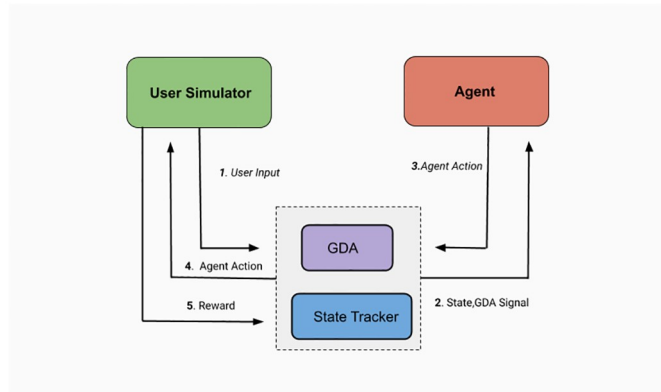 User Simulator
Agent
1. User Input
3.Agent Action
GDA
4. Agent Action
5. Reward
State Tracker
2. State,GDA Signal